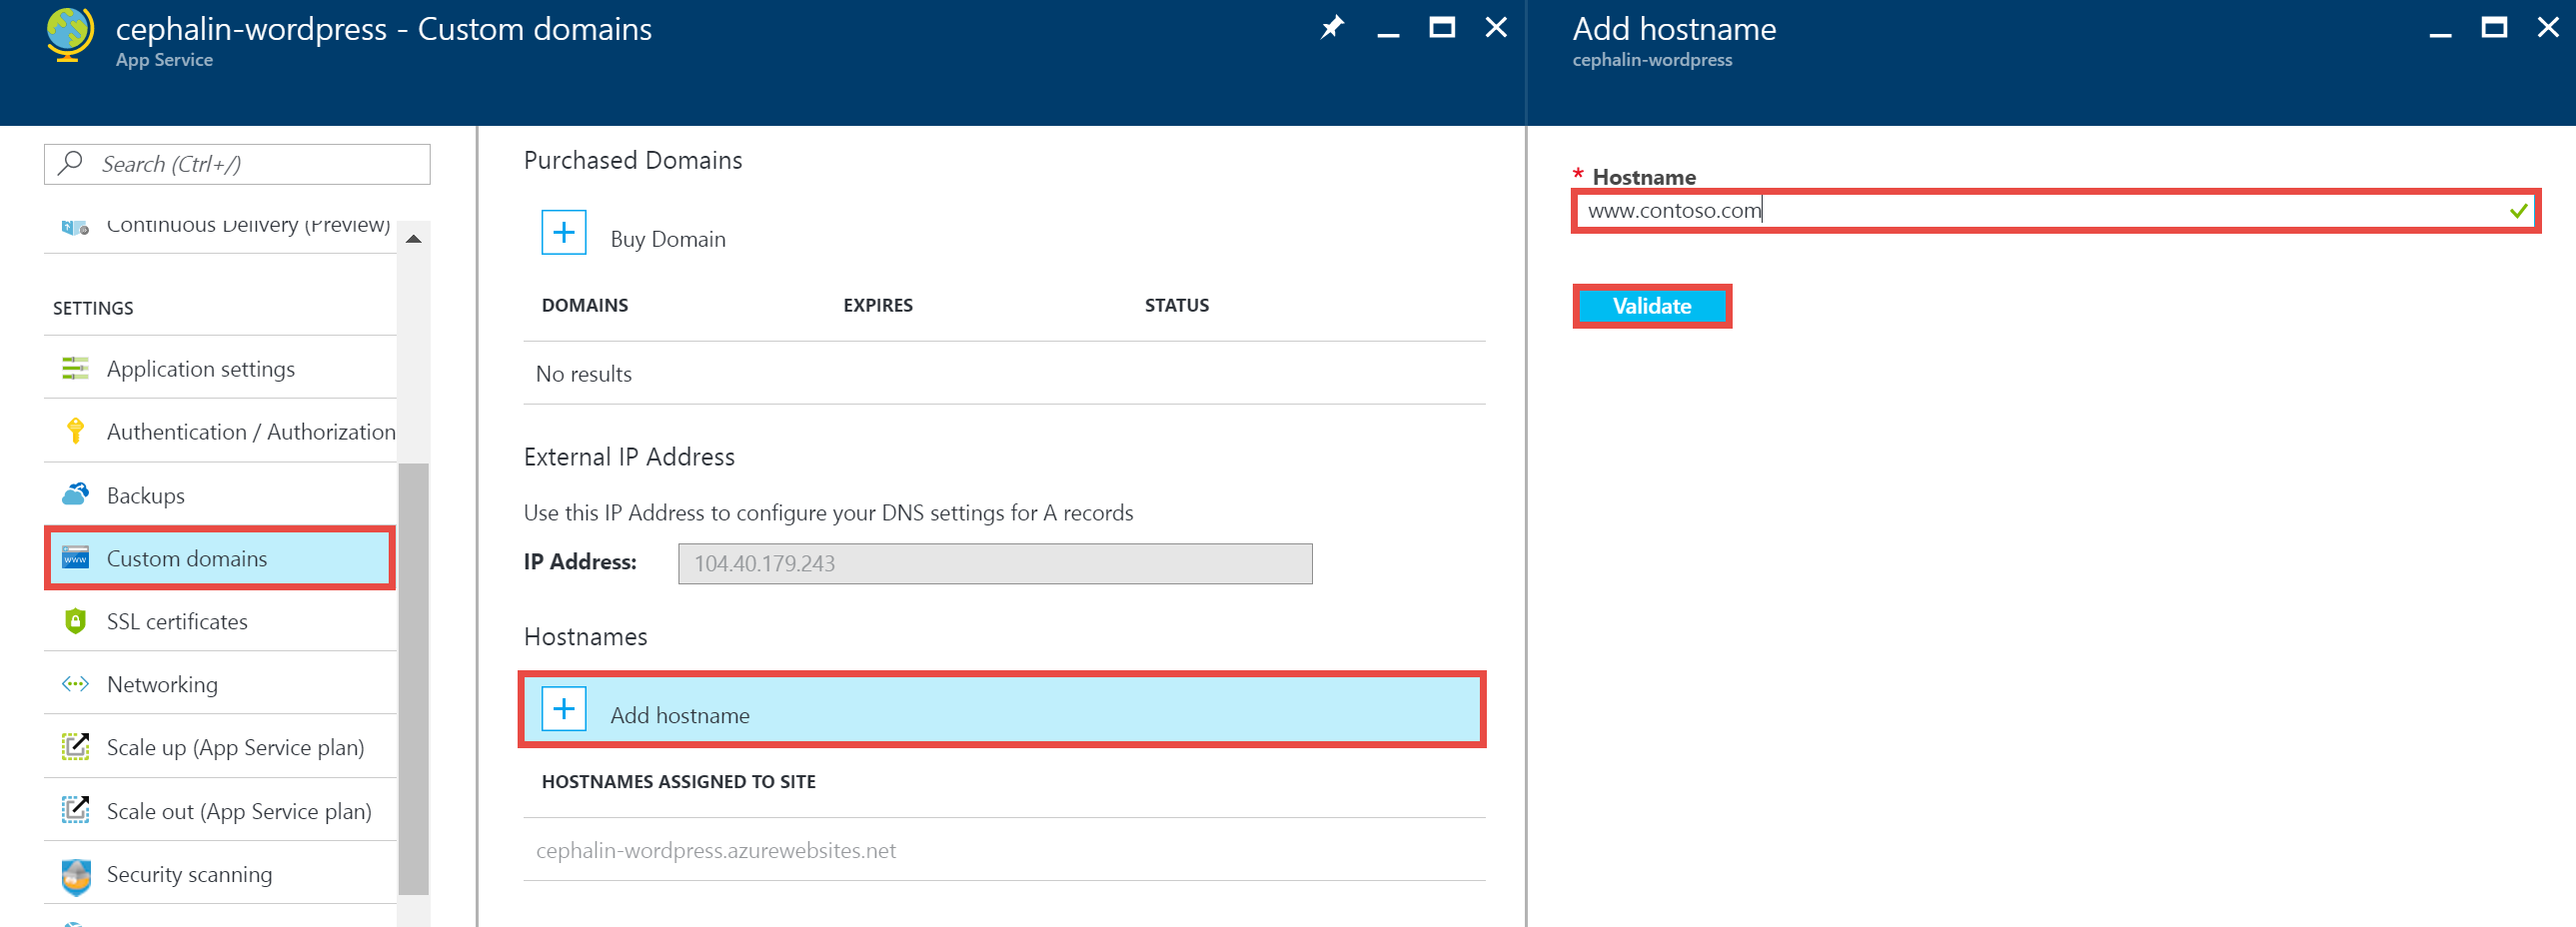 cephalin-wordpress - Custom domains
App Service
Search (Ctrl+/)
Continuous Delivery (Preview)
SETTINGS
Application settings
Authentication / Authorization
Backups
www
Custom domains
SSL certificates
Networking
Scale up (App Service plan)
Scale out (App Service plan)
Security scanning
Purchased Domains
Buy Domain
DOMAINS EXPIRES STATUS
No results
External IP Address
Use this IP Address to configure your DNS settings for A records
IP Address: 104.40.179.243
Hostnames
Add hostname
HOSTNAMES ASSIGNED TO SITE
cephalin-wordpress.azurewebsites.net
Add hostname
cephalin-wordpress
* Hostname
www.contoso.com
Validate